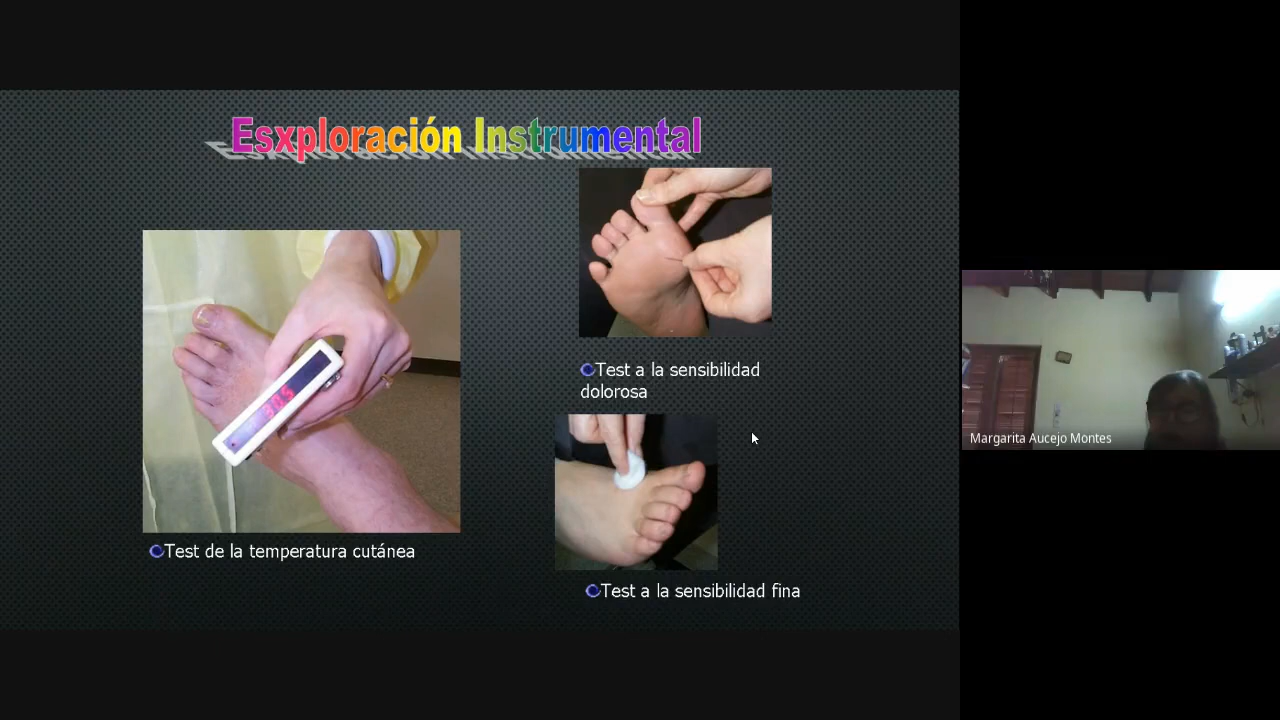 Esxploración Instrumental
Test a la sensibilidad
dolorosa
Test de la temperatura cutánea
Test a la sensibilidad fina
Margarita Aucejo Montes